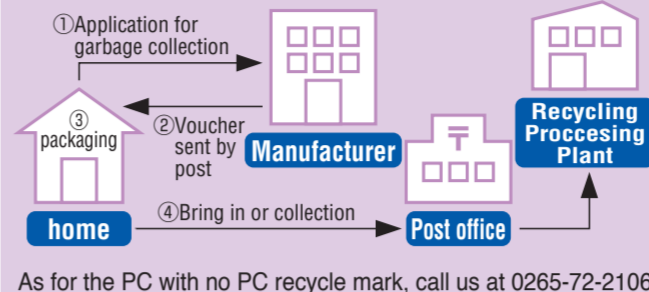 ①Application for
garbage collection
③
packaging
②Voucher
sent by
post
Manufacturer
〒
Recycling
Proccesing
Plant
home
④Bring in or collection
Post office
As for the PC with no PC recycle mark, call us at 0265-72-2106